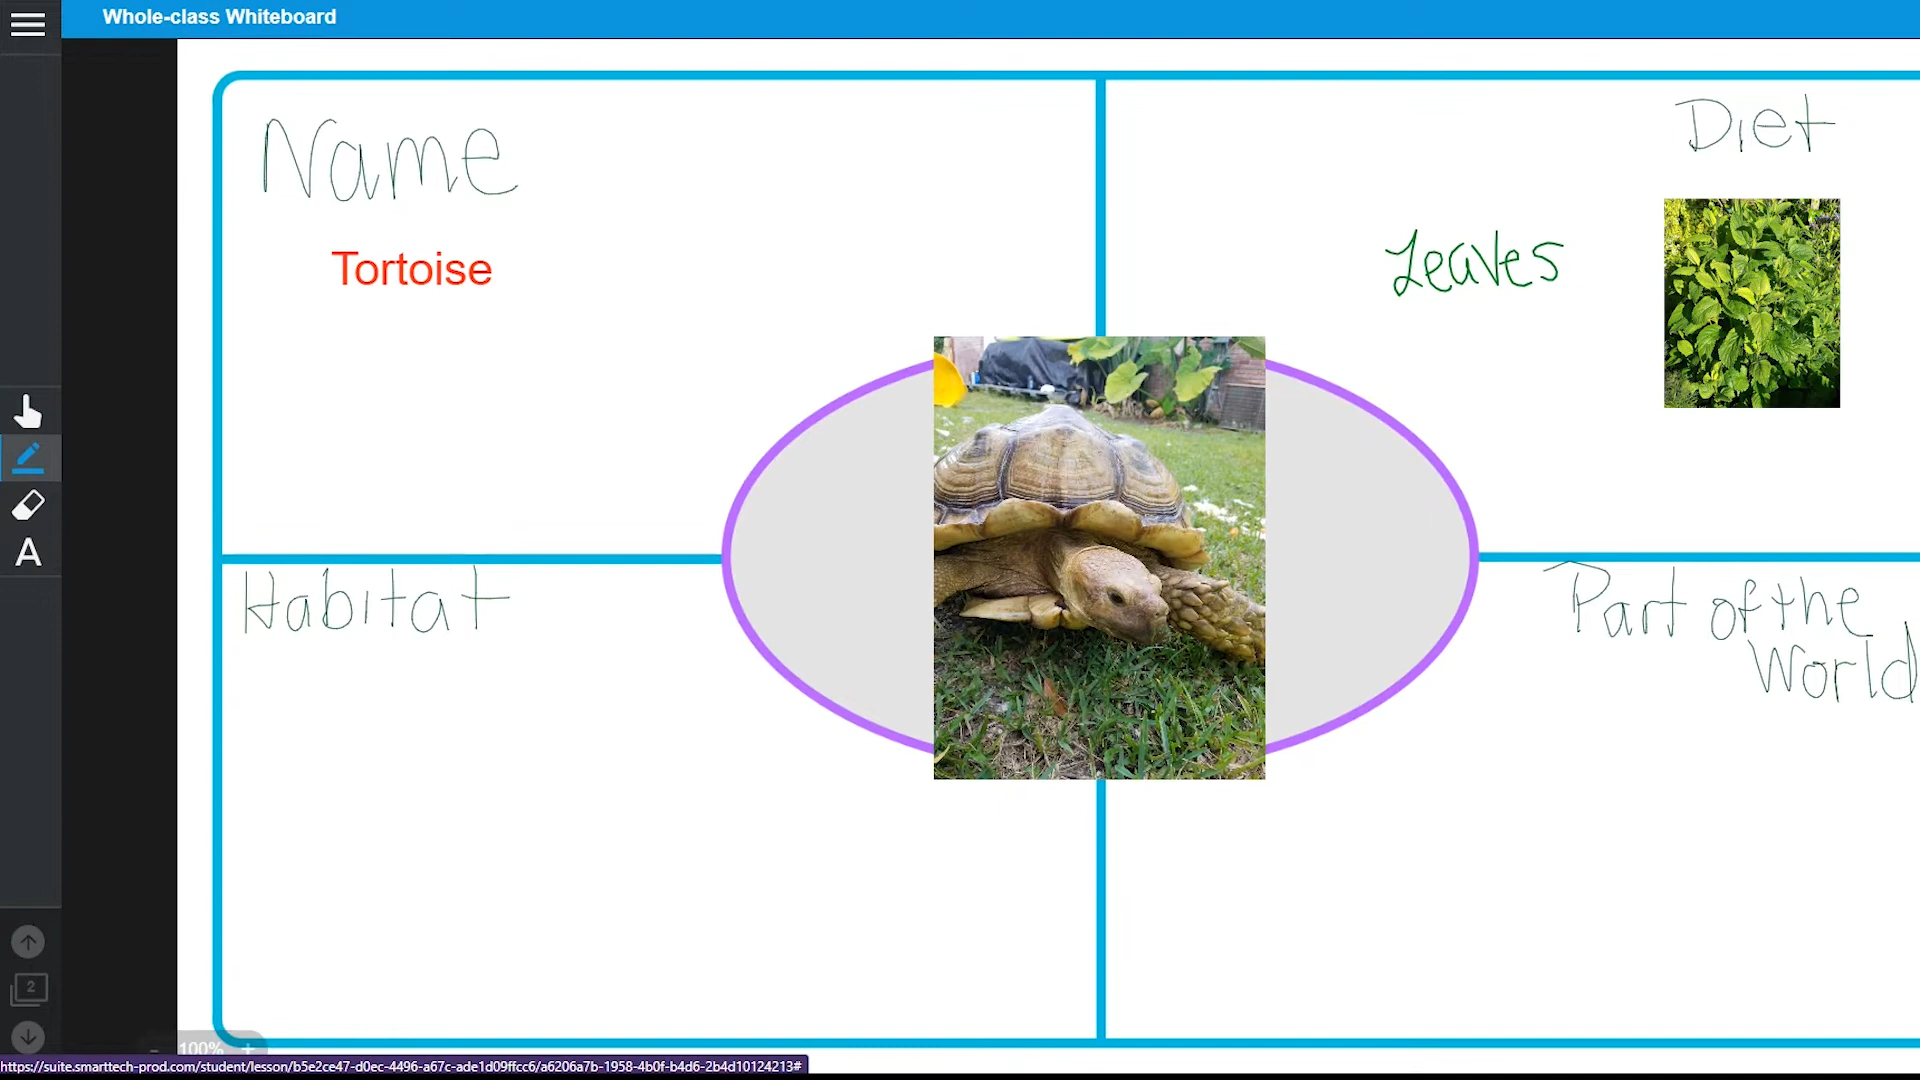 Whole-class Whiteboard
Name
Diet
Tortoise
Leaves
Habitat
Part of the
World
A
2
- 100% +
https://suite.smarttech-prod.com/student/lesson/b5e2ce47-d0ec-4496-a67c-ade1d09ffcc6/a6206a7b-1958-4b0f-b4d6-2b4d10124213#